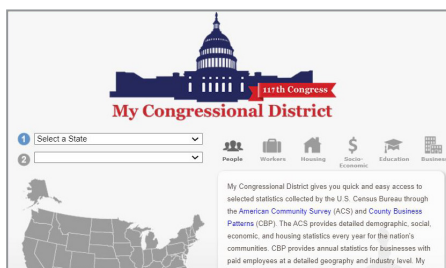 117th Congress
My Congressional District
1 Select a State
2
People Workers Housing Socio-Economic Education Busines
My Congressional District gives you quick and easy access to
selected statistics collected by the U.S. Census Bureau through
the American Community Survey (ACS) and County Business
Patterns (CBP). The ACS provides detailed demographic, social,
economic, and housing statistics every year for the nation's
communities. CBP provides annual statistics for businesses with
paid employees at a detailed geography and industry level. My